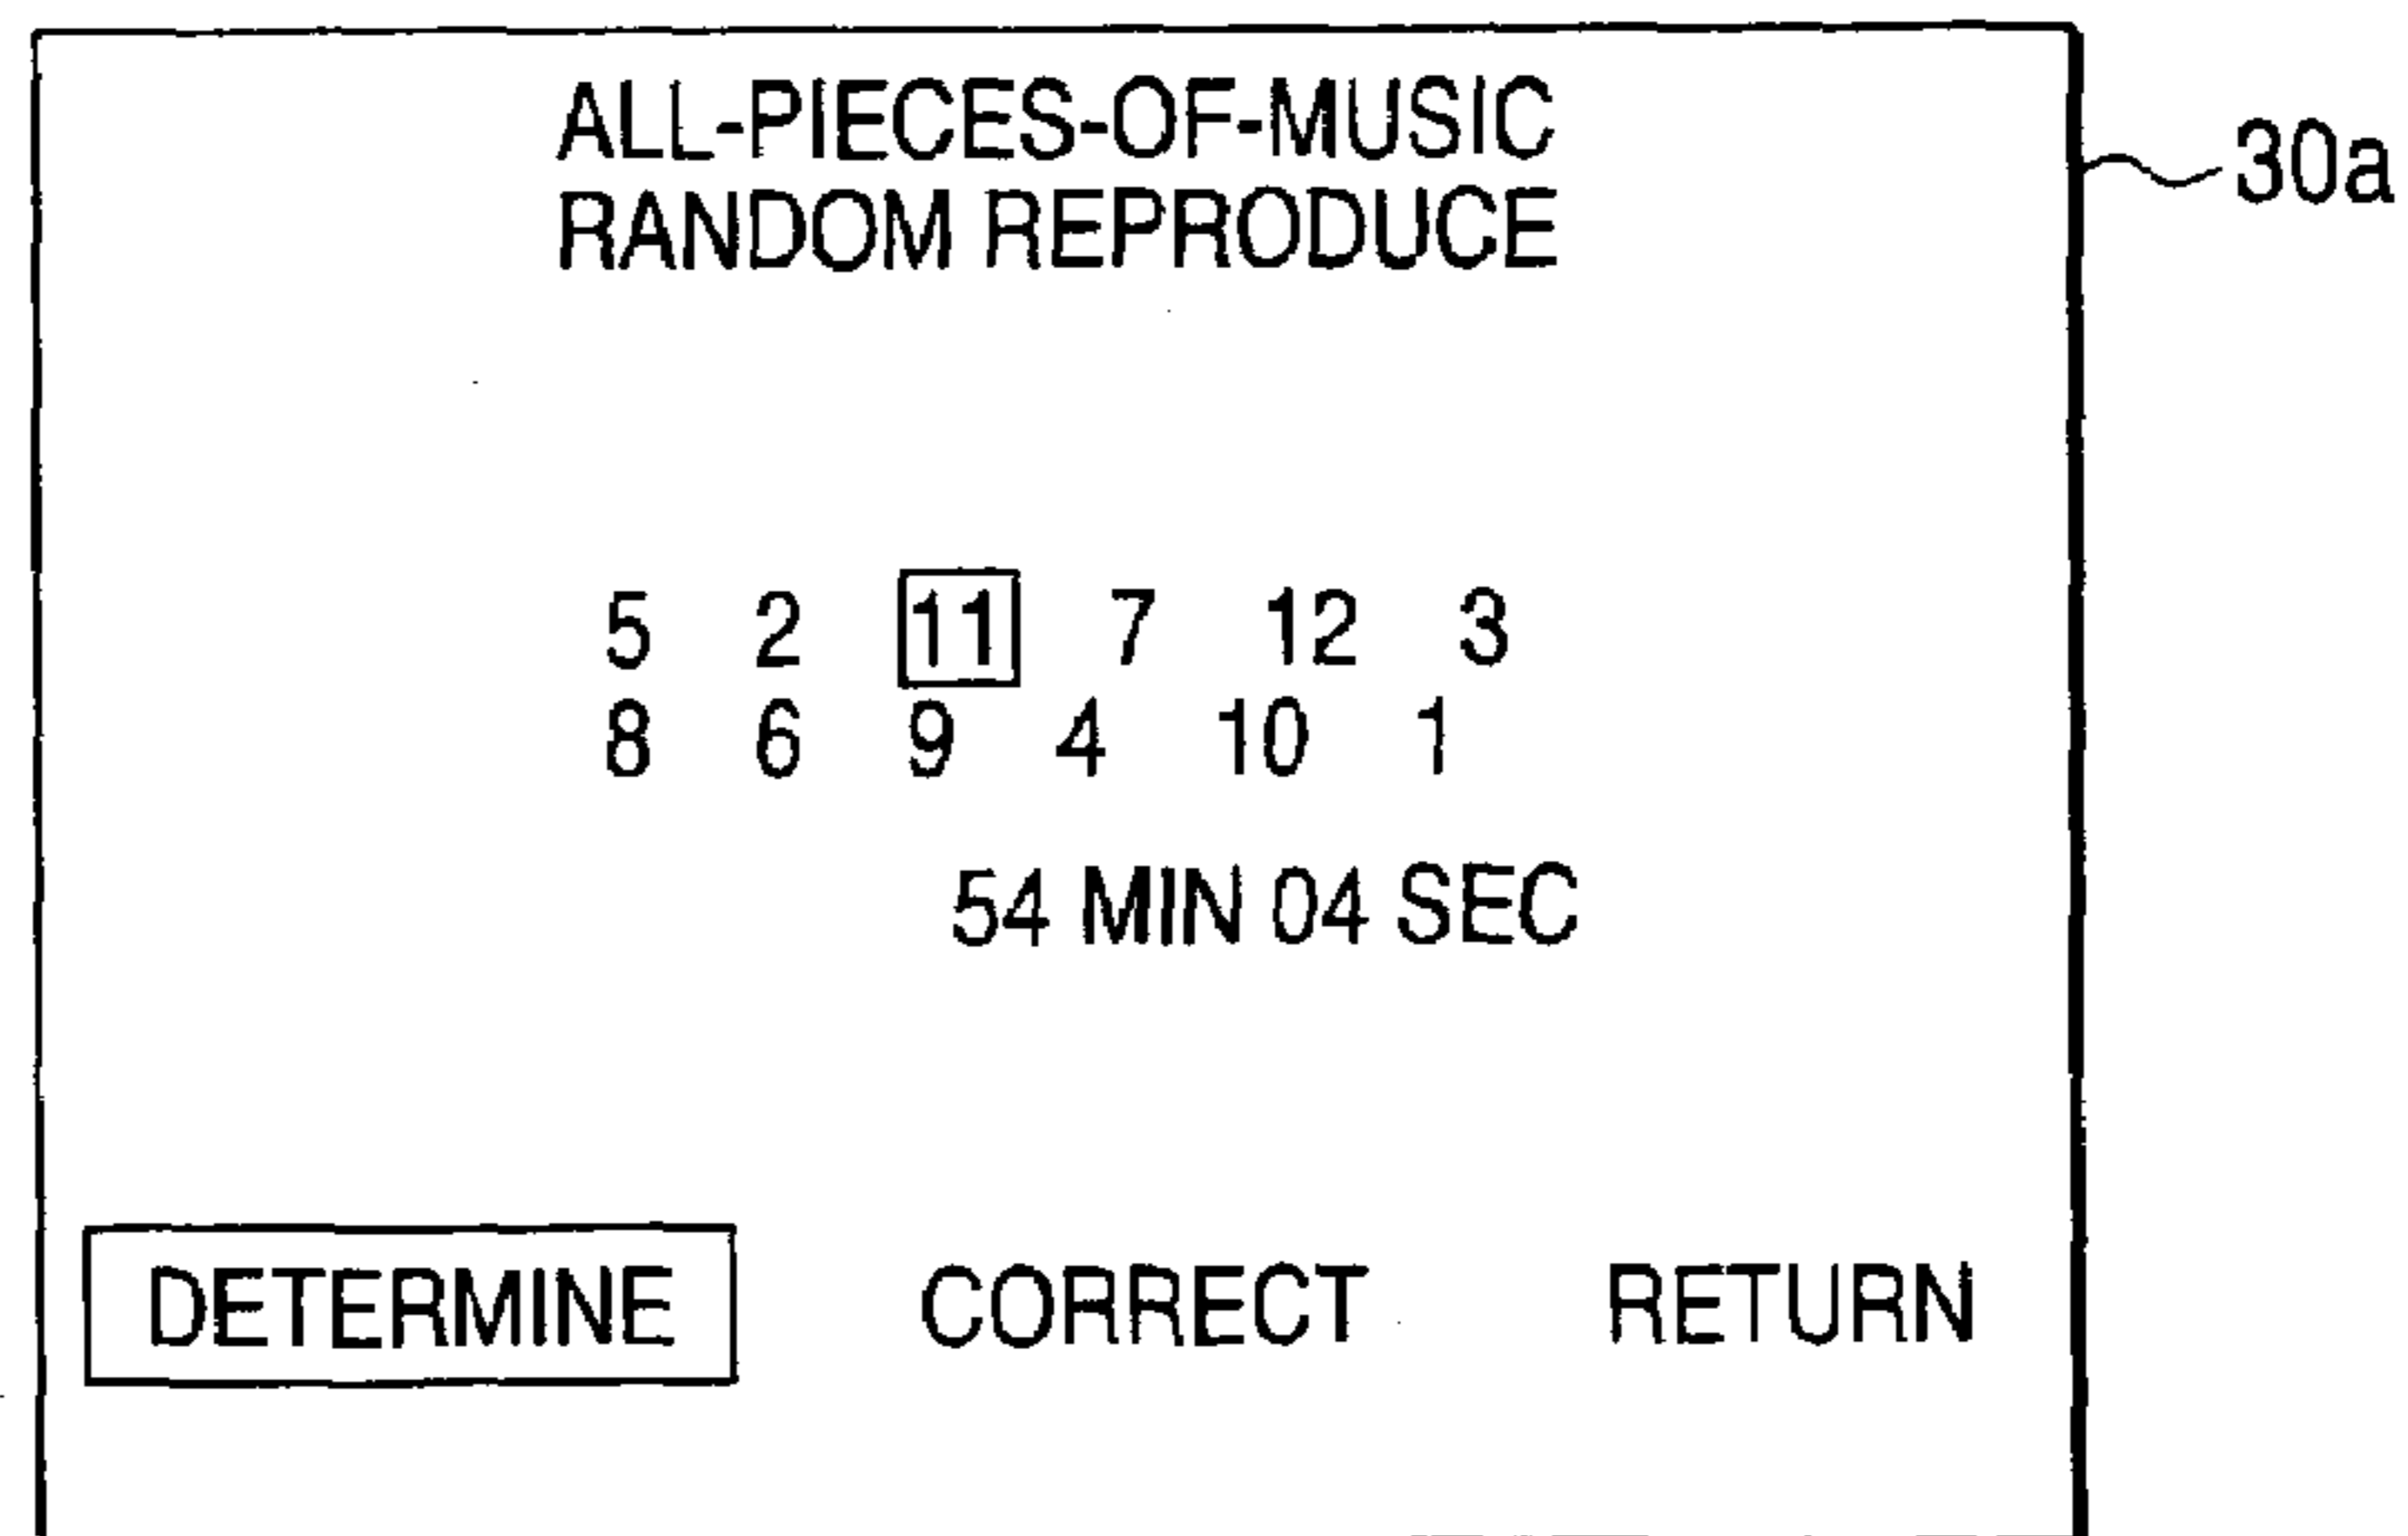 ALL-PIECES-OF-MUSIC
RANDOM REPRODUCE
30a
5 2 11 7 12 3
8 6 9 4 10 1
54 MIN 04 SEC
DETERMINE CORRECT RETURN